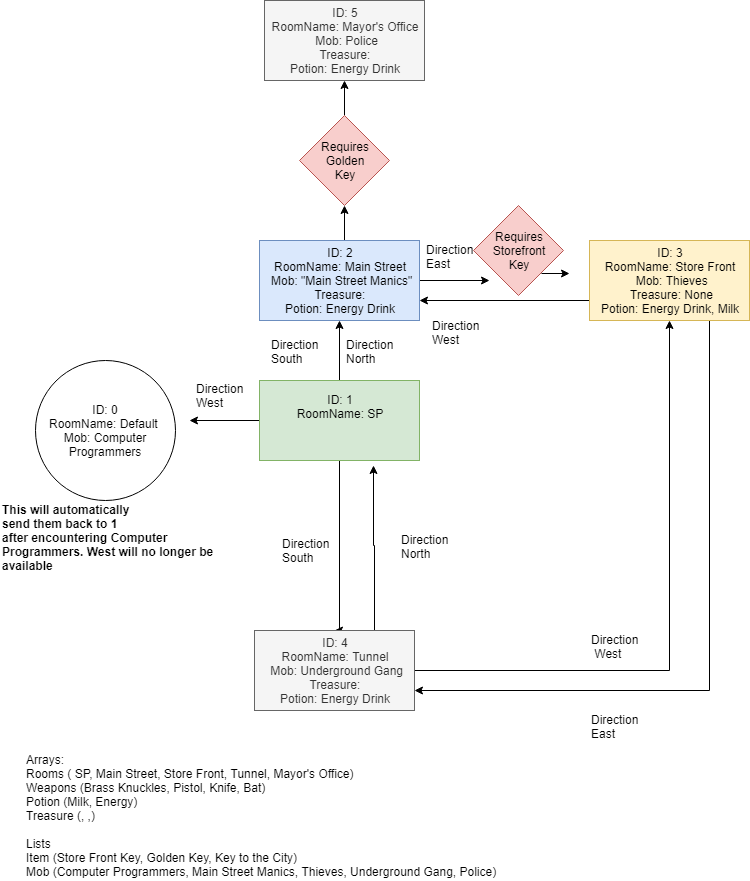 ID: 5
RoomName: Mayor's Office
Mob: Police
Treasure:
Potion: Energy Drink
Requires
Golden
Key
ID: 2
RoomName: Main Street
Mob: "Main Street Manics"
Treasure:
Potion: Energy Drink
Direction
East
Requires
Storefront
Key
ID: 3
RoomName: Store Front
Mob: Thieves
Treasure: None
Potion: Energy Drink, Milk
Direction
West
Direction
South
Direction
North
Direction
West
ID: 0
RoomName: Default
Mob: Computer
Programmers
ID: 1
RoomName: SP
This will automatically
send them back to 1
after encountering Computer
Programmers. West will no longer be
available
Direction
South
Direction
North
ID: 4
RoomName: Tunnel
Mob: Underground Gang
Treasure:
Potion: Energy Drink
Direction
West
Direction
East
Arrays:
Rooms ( SP, Main Street, Store Front, Tunnel, Mayor's Office)
Weapons (Brass Knuckles, Pistol, Knife, Bat)
Potion (Milk, Energy)
Treasure (, ,)
Lists
Item (Store Front Key, Golden Key, Key to the City)
Mob (Computer Programmers, Main Street Manics, Thieves, Underground Gang, Police)